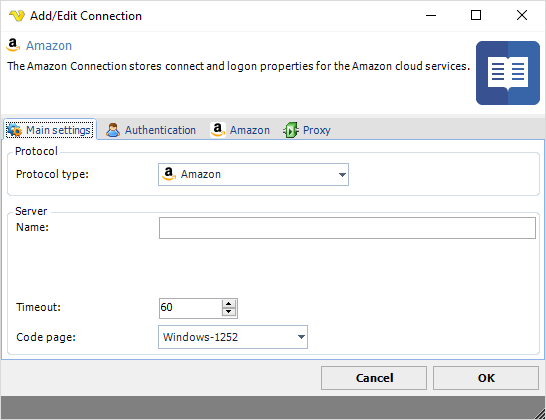 Add/Edit Connection
Amazon
The Amazon Connection stores connect and logon properties for the Amazon cloud services.
Main settings Authentication Amazon Proxy
Protocol
Protocol type: Amazon
Server
Name:
Timeout: 60
Code page: Windows-1252
Cancel OK